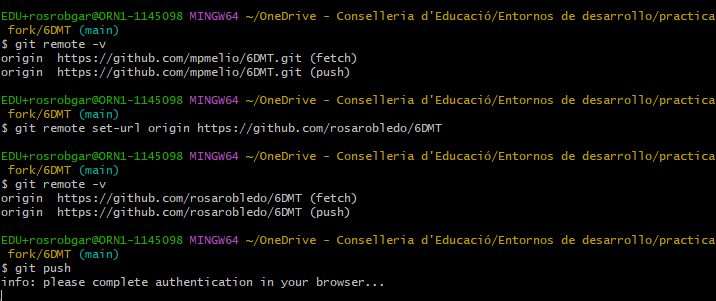 EDU+rosrobgar@ORN1-1145098 MINGW64 ~/OneDrive - Conselleria d'Educació/Entornos de desarrollo/practica
fork/6DMT (main)
$ git remote -v
origin  https://github.com/mpmelio/6DMT.git (fetch)
origin  https://github.com/mpmelio/6DMT.git (push)
EDU+rosrobgar@ORN1-1145098 MINGW64 ~/OneDrive - Conselleria d'Educació/Entornos de desarrollo/practica
fork/6DMT (main)
$ git remote set-url origin https://github.com/rosarobledo/6DMT
EDU+rosrobgar@ORN1-1145098 MINGW64 ~/OneDrive - Conselleria d'Educació/Entornos de desarrollo/practica
fork/6DMT (main)
$ git remote -v
origin  https://github.com/rosarobledo/6DMT (fetch)
origin  https://github.com/rosarobledo/6DMT (push)
EDU+rosrobgar@ORN1-1145098 MINGW64 ~/OneDrive - Conselleria d'Educació/Entornos de desarrollo/practica
fork/6DMT (main)
$ git push
info: please complete authentication in your browser...